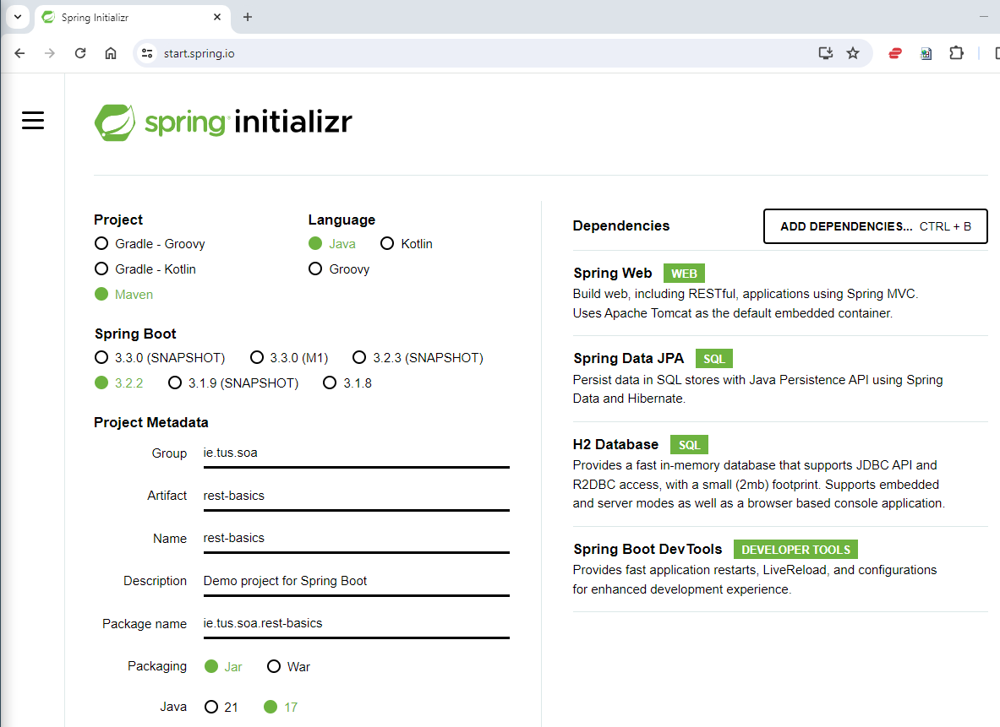 Spring Initializr
start.spring.io
spring initializr
Project
Gradle - Groovy
Gradle - Kotlin
Maven
Language
Java Kotlin
Groovy
Spring Boot
3.3.0 (SNAPSHOT) 3.3.0 (M1) 3.2.3 (SNAPSHOT)
3.2.2 3.1.9 (SNAPSHOT) 3.1.8
Project Metadata
Group ie.tus.soa
Artifact rest-basics
Name rest-basics
Description Demo project for Spring Boot
Package name ie.tus.soa.rest-basics
Packaging Jar War
Java 21 17
Dependencies ADD DEPENDENCIES... CTRL + B
Spring Web WEB
Build web, including RESTful, applications using Spring MVC.
Uses Apache Tomcat as the default embedded container.
Spring Data JPA SQL
Persist data in SQL stores with Java Persistence API using Spring
Data and Hibernate.
H2 Database SQL
Provides a fast in-memory database that supports JDBC API and
R2DBC access, with a small (2mb) footprint. Supports embedded
and server modes as well as a browser based console application.
Spring Boot DevTools DEVELOPER TOOLS
Provides fast application restarts, LiveReload, and configurations
for enhanced development experience.